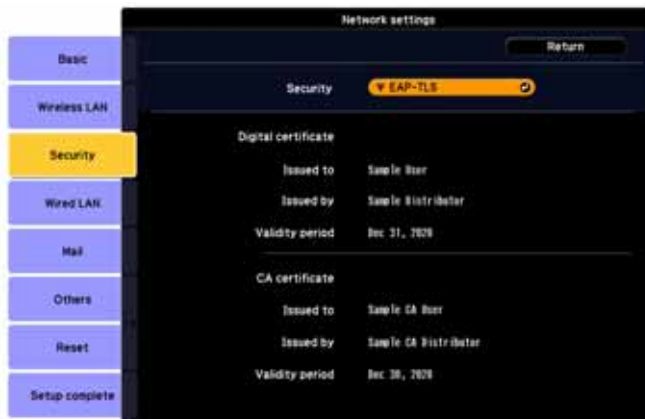 Network settings
Return
Basic
Wireless LAN
Security
Wired LAN
Mail
Others
Reset
Setup complete
Security
EAP-TLS
Digital certificate
Issued to Sample User
Issued by Sample Distributor
Validity period Dec 31, 2020
CA certificate
Issued to Sample CA User
Issued by Sample CA Distributor
Validity period Dec 30, 2020